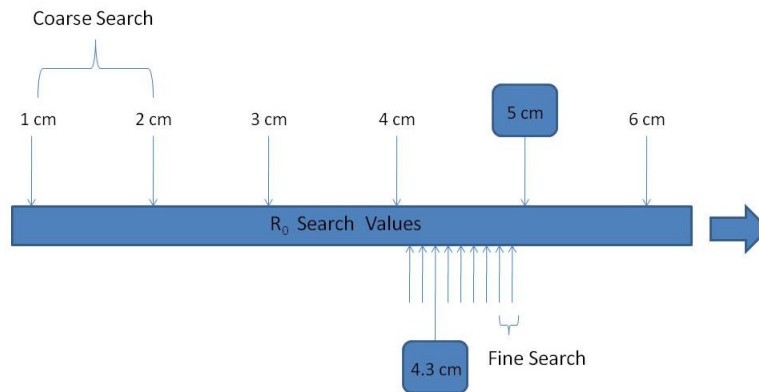 Coarse Search
1 cm 2 cm 3 cm 4 cm 5 cm 6 cm
R₀ Search Values
4.3 cm Fine Search